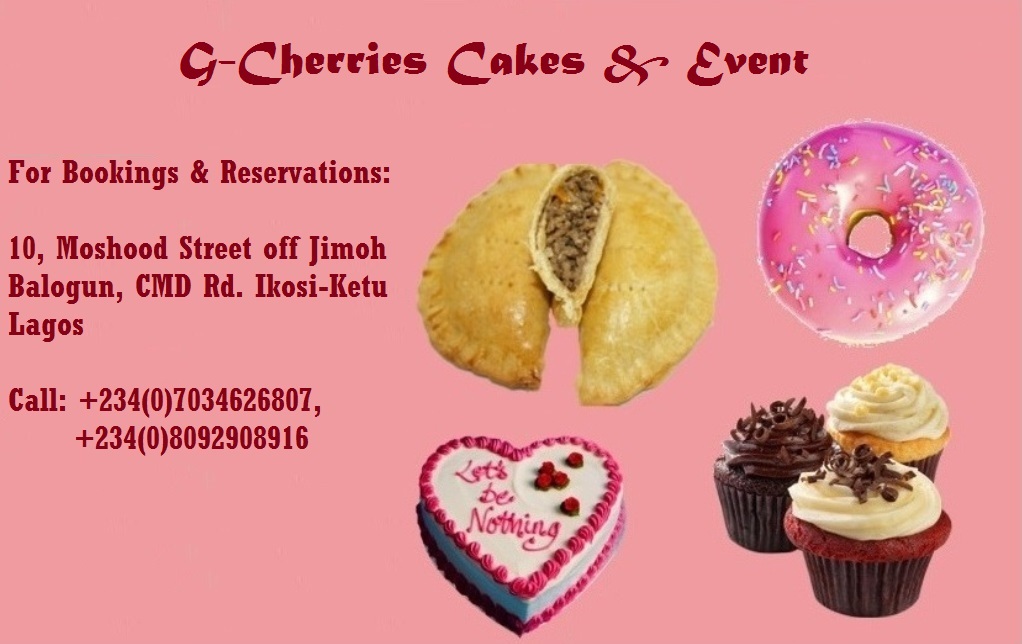 G-Cherries Cakes & Event
For Bookings & Reservations:
10, Moshood Street off Jimoh
Balogun, CMD Rd. Ikosi-Ketu
Lagos
Call: +234(0)7034626807,
+234(0)8092908916
Let's
be
Nothing